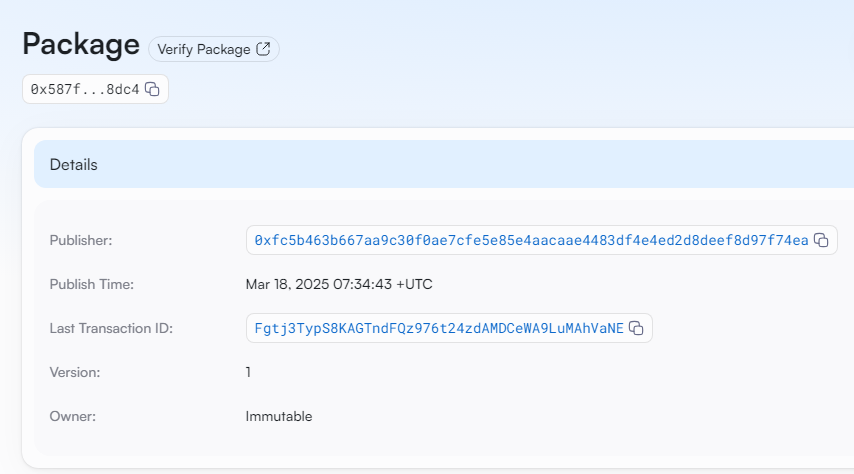 Package Verify Package
0x587f...8dc4
Details
Publisher: 0xfc5b463b667aa9c30f0ae7cfe5e85e4aacaae4483df4e4ed2d8deef8d97f74ea
Publish Time: Mar 18, 2025 07:34:43 +UTC
Last Transaction ID: Fgtj3TypS8KAGTndFQz976t24zdAMDCeWA9LuMAhVaNE
Version: 1
Owner: Immutable